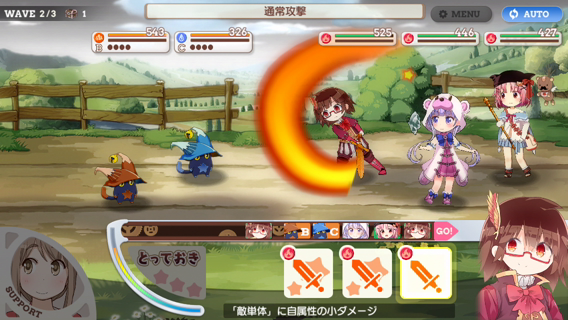 WAVE 2/3 1
通常攻撃
MENU
AUTO
543
B
326
C
525
446
427
B C GO!
とっておき
SUPPORT
「敵単体」に自属性の小ダメージ